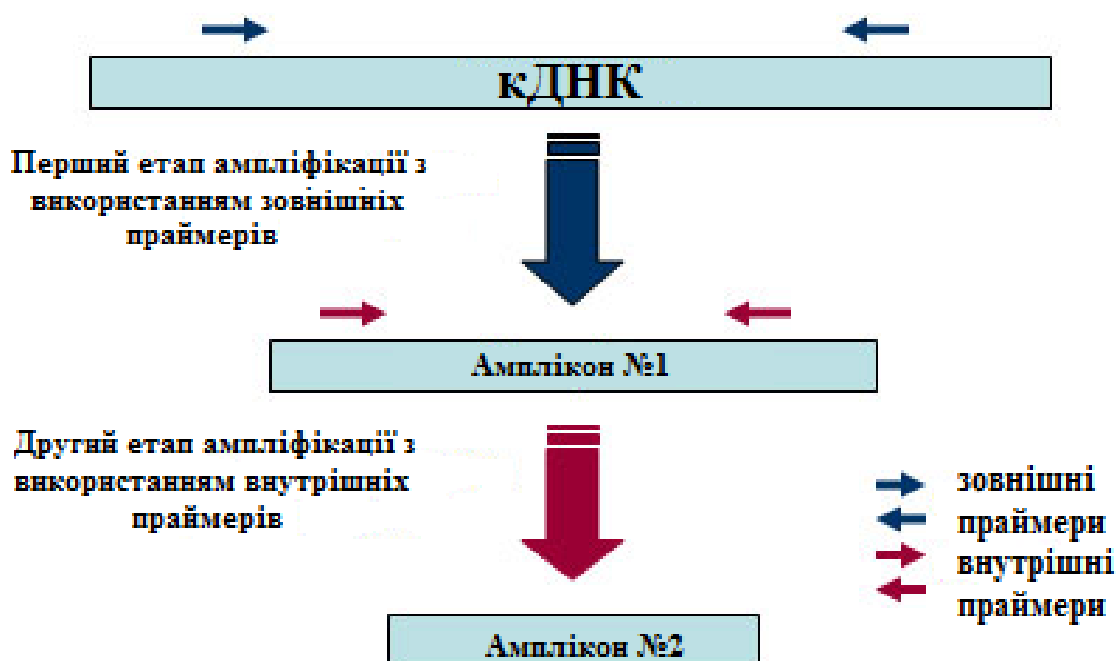 кДНК
Перший етап ампліфікації з
використанням зовнішніх
праймерів
Амплікон №1
Другий етап ампліфікації з
використанням внутрішніх
праймерів
зовнішні
праймери
внутрішні
праймери
Амплікон №2